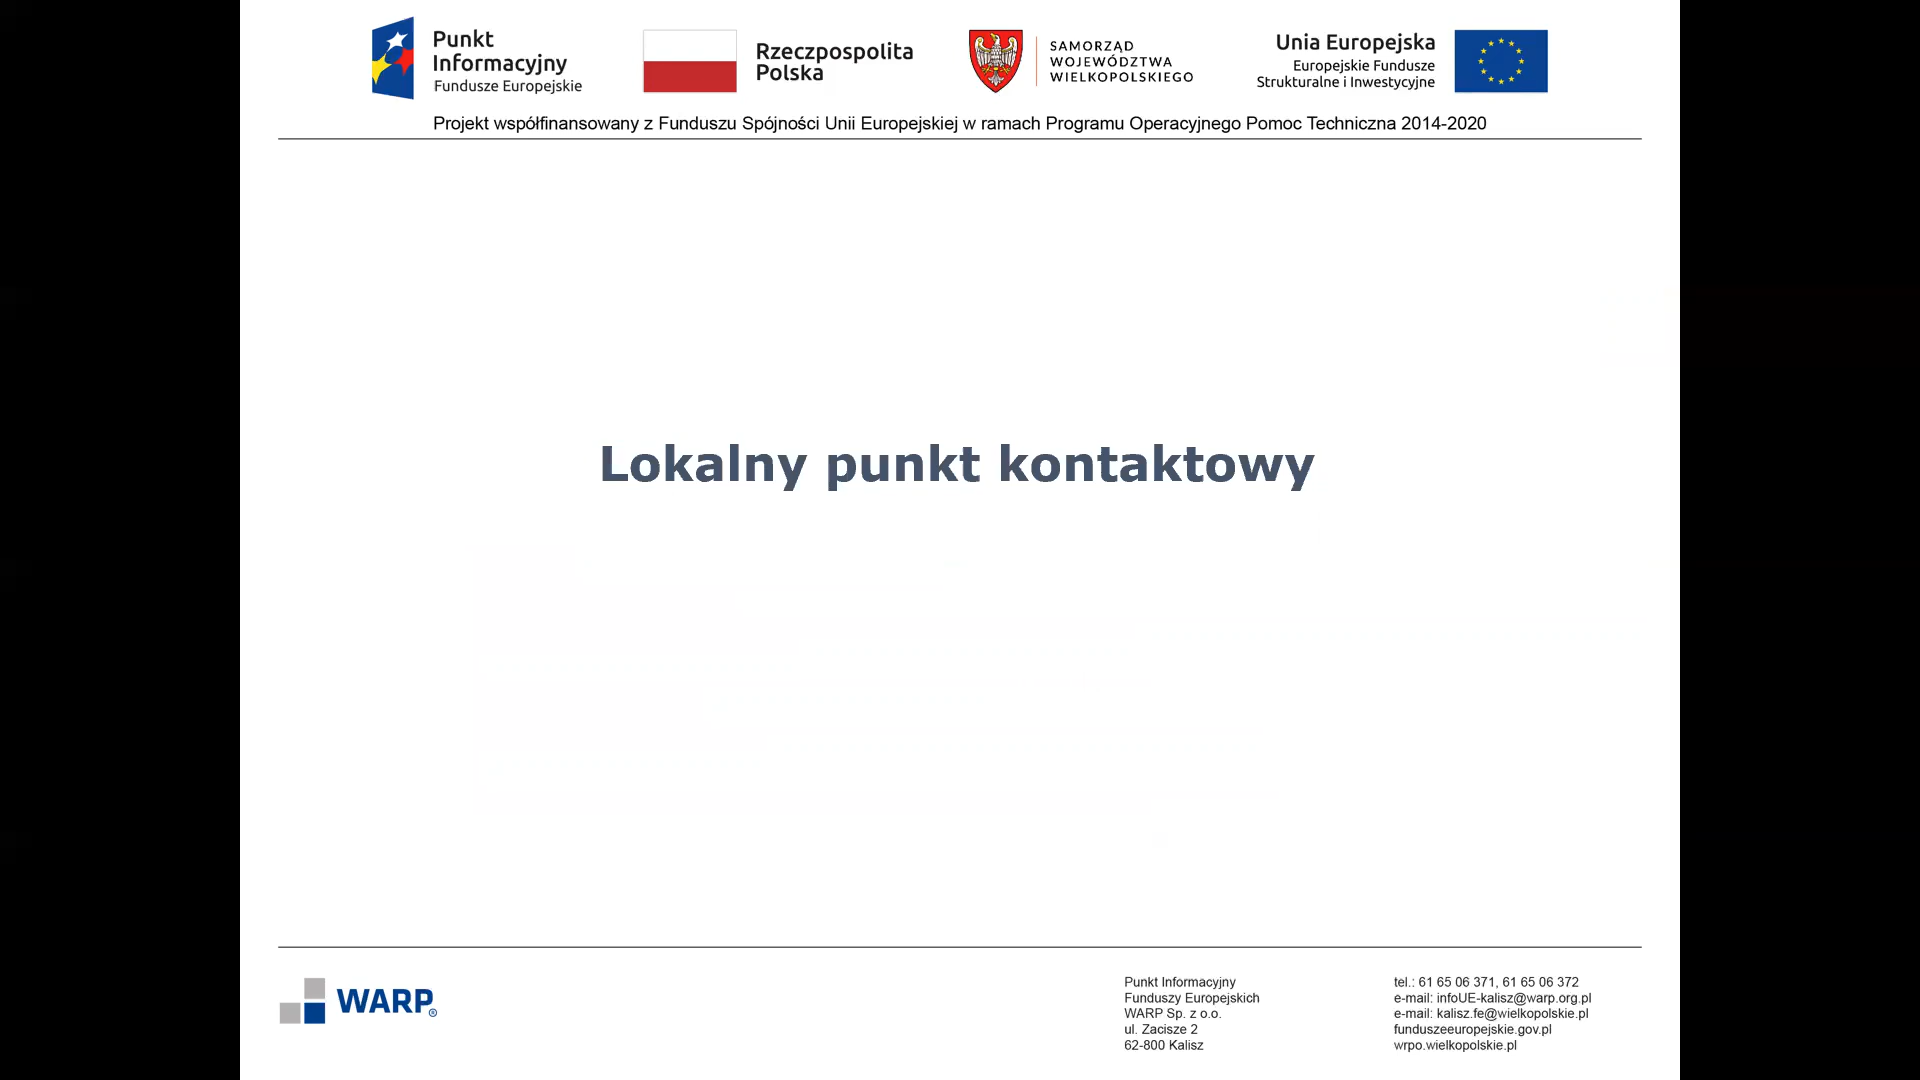 Punkt
Informacyjny
Fundusze Europejskie
Rzeczpospolita
Polska
SAMORZĄD
WOJEWÓDZTWA
WIELKOPOLSKIEGO
Unia Europejska
Europejskie Fundusze
Strukturalne i Inwestycyjne
Projekt współfinansowany z Funduszu Spójności Unii Europejskiej w ramach Programu Operacyjnego Pomoc Techniczna 2014-2020
Lokalny punkt kontaktowy
WARP®
Punkt Informacyjny
Funduszy Europejskich
WARP Sp. z o.o.
ul. Zacisze 2
62-800 Kalisz
tel.: 61 65 06 371, 61 65 06 372
e-mail: infoUE-kalisz@warp.org.pl
e-mail: kalisz.fe@wielkopolskie.pl
funduszeeuropejskie.gov.pl
wrpo.wielkopolskie.pl